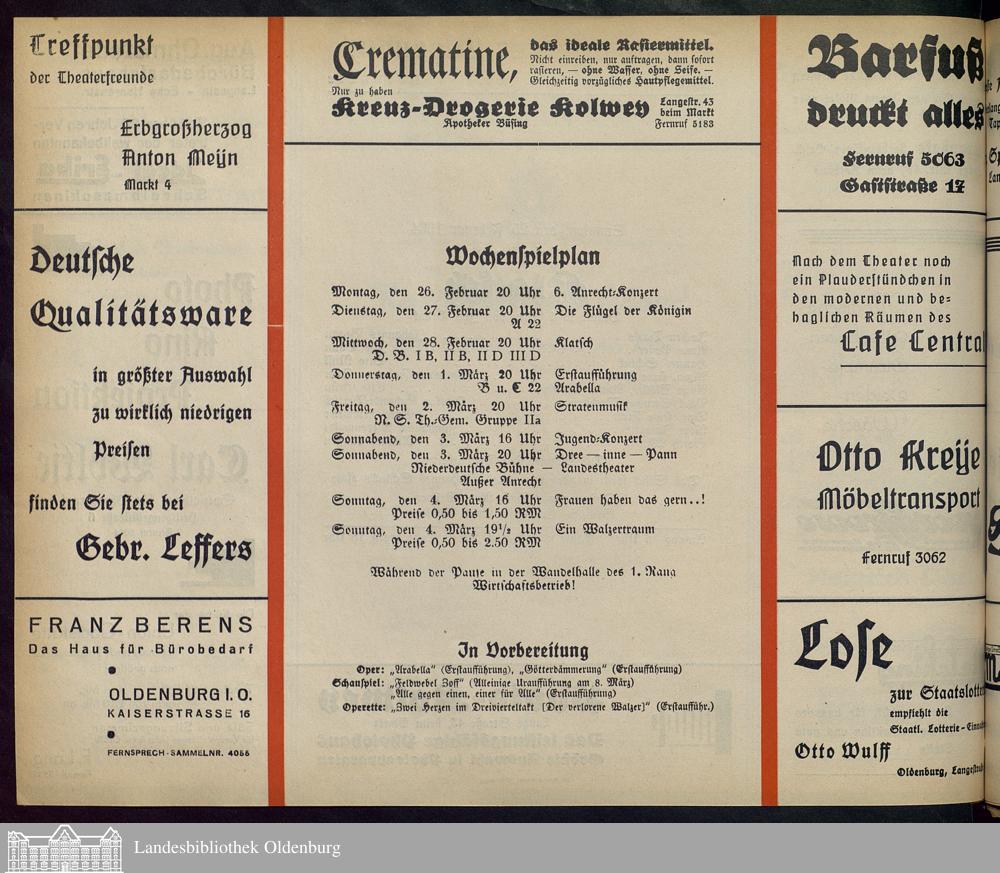 Treffpunkt
der Theaterfreunde
Erbgroßherzog
Anton Meijn
Markt 4
Deutsche
Qualitätsware
in größter Auswahl
zu wirklich niedrigen
Preisen
finden Sie stets bei
Gebr. Leffers
FRANZ BERENS
Das Haus für Bürobedarf
OLDENBURG I. O.
KAISERSTRASSE 16
FERNSPRECH-SAMMELNR. 4055
Crematine, das ideale Rasiermittel.
Nicht einreiben, nur auftragen, dann sofort
rasieren, — ohne Wasser, ohne Seife. —
Gleichzeitig vorzügliches Hautpflegemittel.
Nur zu haben
Kreuz-Drogerie Kolwey
Apotheker Büsing
Langestr. 43
beim Markt
Fernruf 5183
Wochenspielplan
Montag, den 26. Februar 20 Uhr 6. Anrecht-Konzert
Dienstag, den 27. Februar 20 Uhr Die Flügel der Königin
A 22
Mittwoch, den 28. Februar 20 Uhr Klatsch
D. B. I B, II B, II D III D
Donnerstag, den 1. März 20 Uhr Erstaufführung
B u. C 22 Arabella
Freitag, den 2. März 20 Uhr Stratenmusik
N. S. Th.-Gem. Gruppe IIa
Sonnabend, den 3. März 16 Uhr Jugend-Konzert
Sonnabend, den 3. März 20 Uhr Dree — inne — Pann
Niederdeutsche Bühne — Landestheater
Außer Anrecht
Sonntag, den 4. März 16 Uhr Frauen haben das gern..!
Preise 0,50 bis 1,50 RM
Sonntag, den 4. März 19½ Uhr Ein Walzertraum
Preise 0,50 bis 2.50 RM
Während der Pause in der Wandelhalle des 1. Rang
Wirtschaftsbetrieb!
In Vorbereitung
Oper: „Arabella" (Erstaufführung), „Götterdämmerung" (Erstaufführung)
Schauspiel: „Feldwebel Zoff" (Alleinige Uraufführung am 8. März)
„Alle gegen einen, einer für Alle" (Erstaufführung)
Operette: „Zwei Herzen im Dreivierteltakt [Der verlorene Walzer]" (Erstaufführ.)
Barfuß
druckt alles
Fernruf 5063
Gaststraße 17
Nach dem Theater noch
ein Plauderstündchen in
den modernen und be-
haglichen Räumen des
Cafe Central
Otto Kreije
Möbeltransport
Fernruf 3062
Lose
zur Staatslotter
empfiehlt die
Staatl. Lotterie-Einna
Otto Wulff
Oldenburg, Langestr
Landesbibliothek Oldenburg